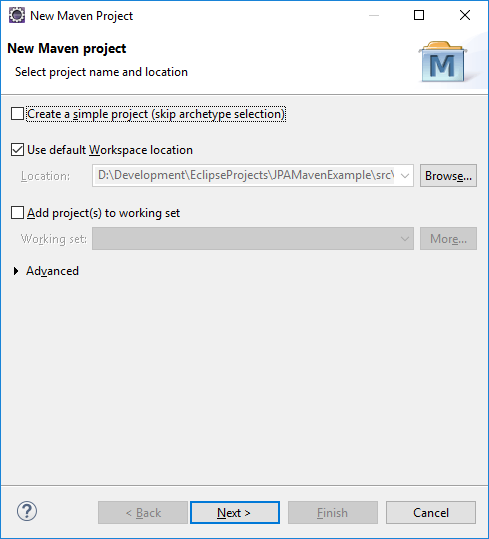 New Maven Project
New Maven project
Select project name and location
M
Create a simple project (skip archetype selection)
Use default Workspace location
Location: D:\Development\EclipseProjects\JPAMavenExample\src\ Browse...
Add project(s) to working set
Working set: More...
Advanced
? < Back Next > Finish Cancel